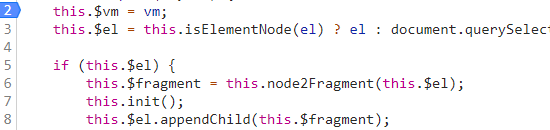 2 this.$vm = vm;
3 this.$el = this.isElementNode(el) ? el : document.querySelect
4
5 if (this.$el) {
6 this.$fragment = this.node2Fragment(this.$el);
7 this.init();
8 this.$el.appendChild(this.$fragment);